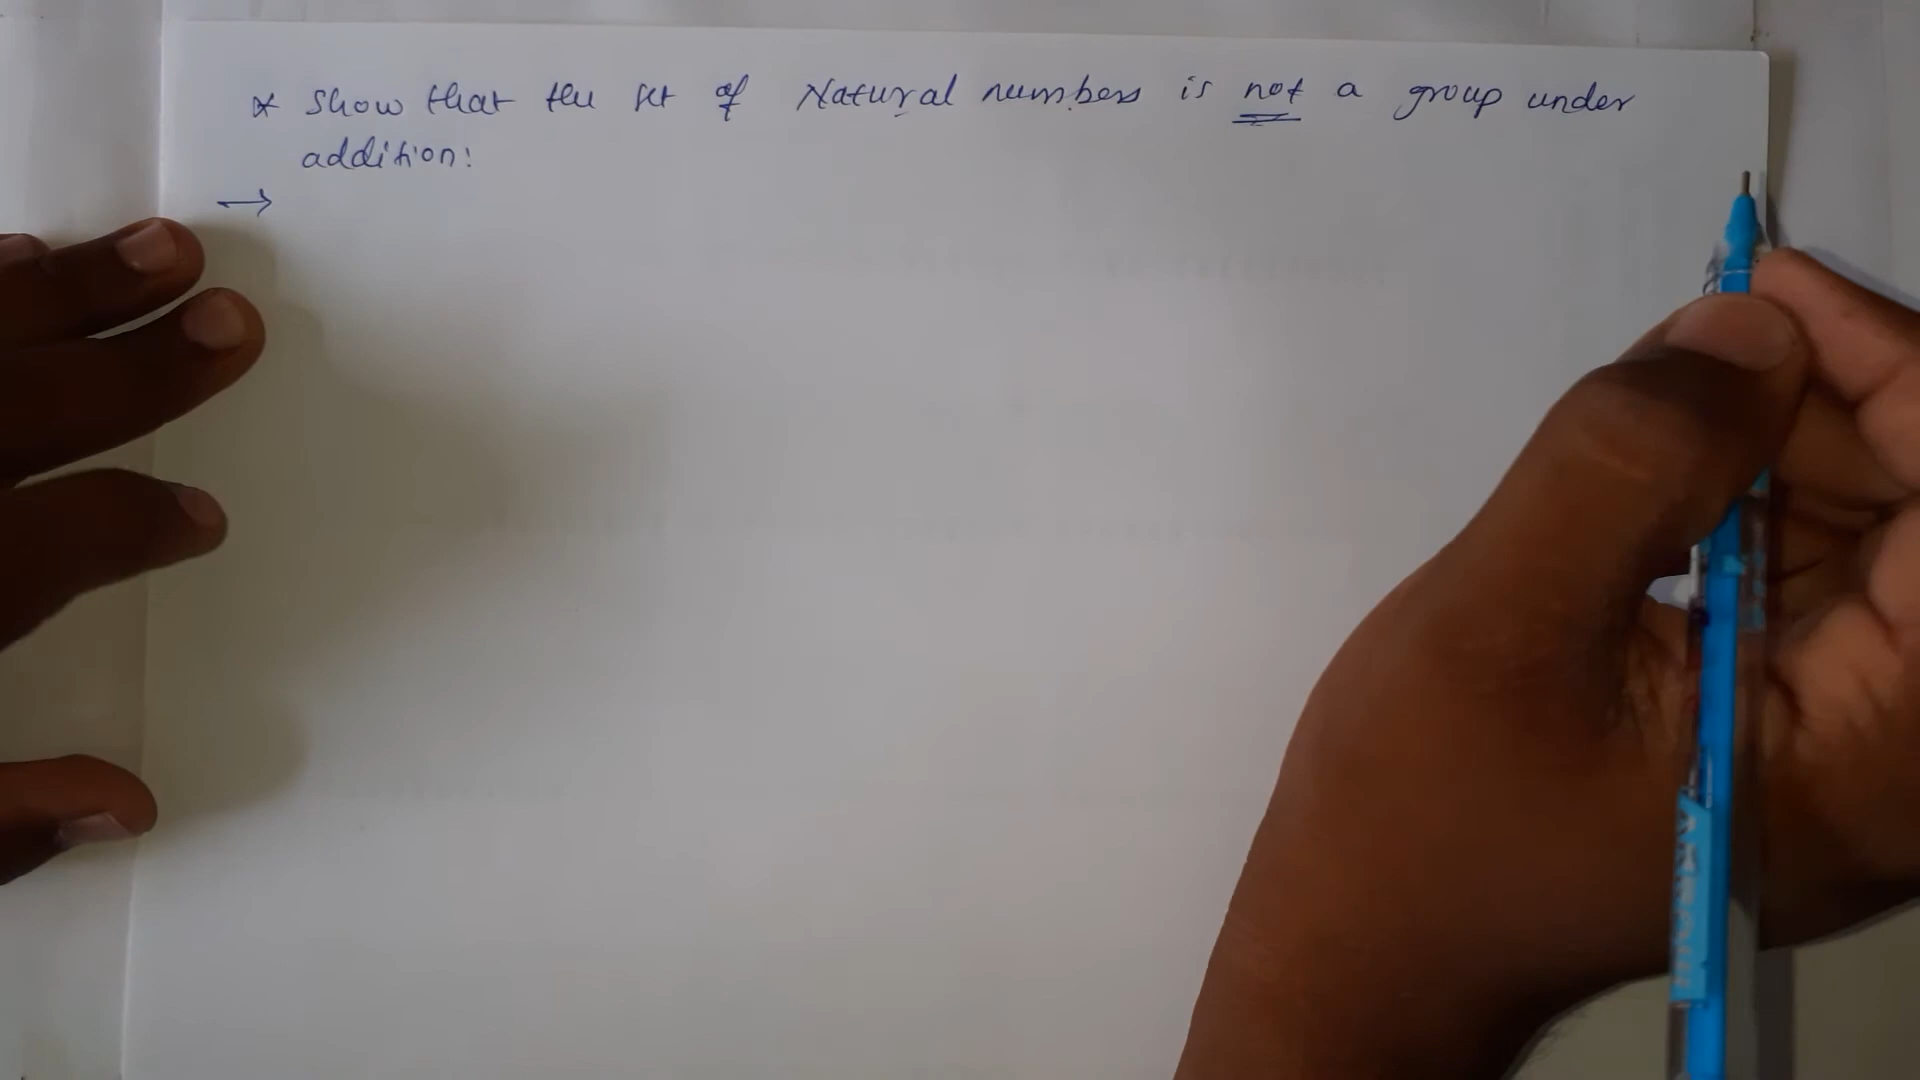 * Show that the set of Natural numbers is not a group under
addition:
→